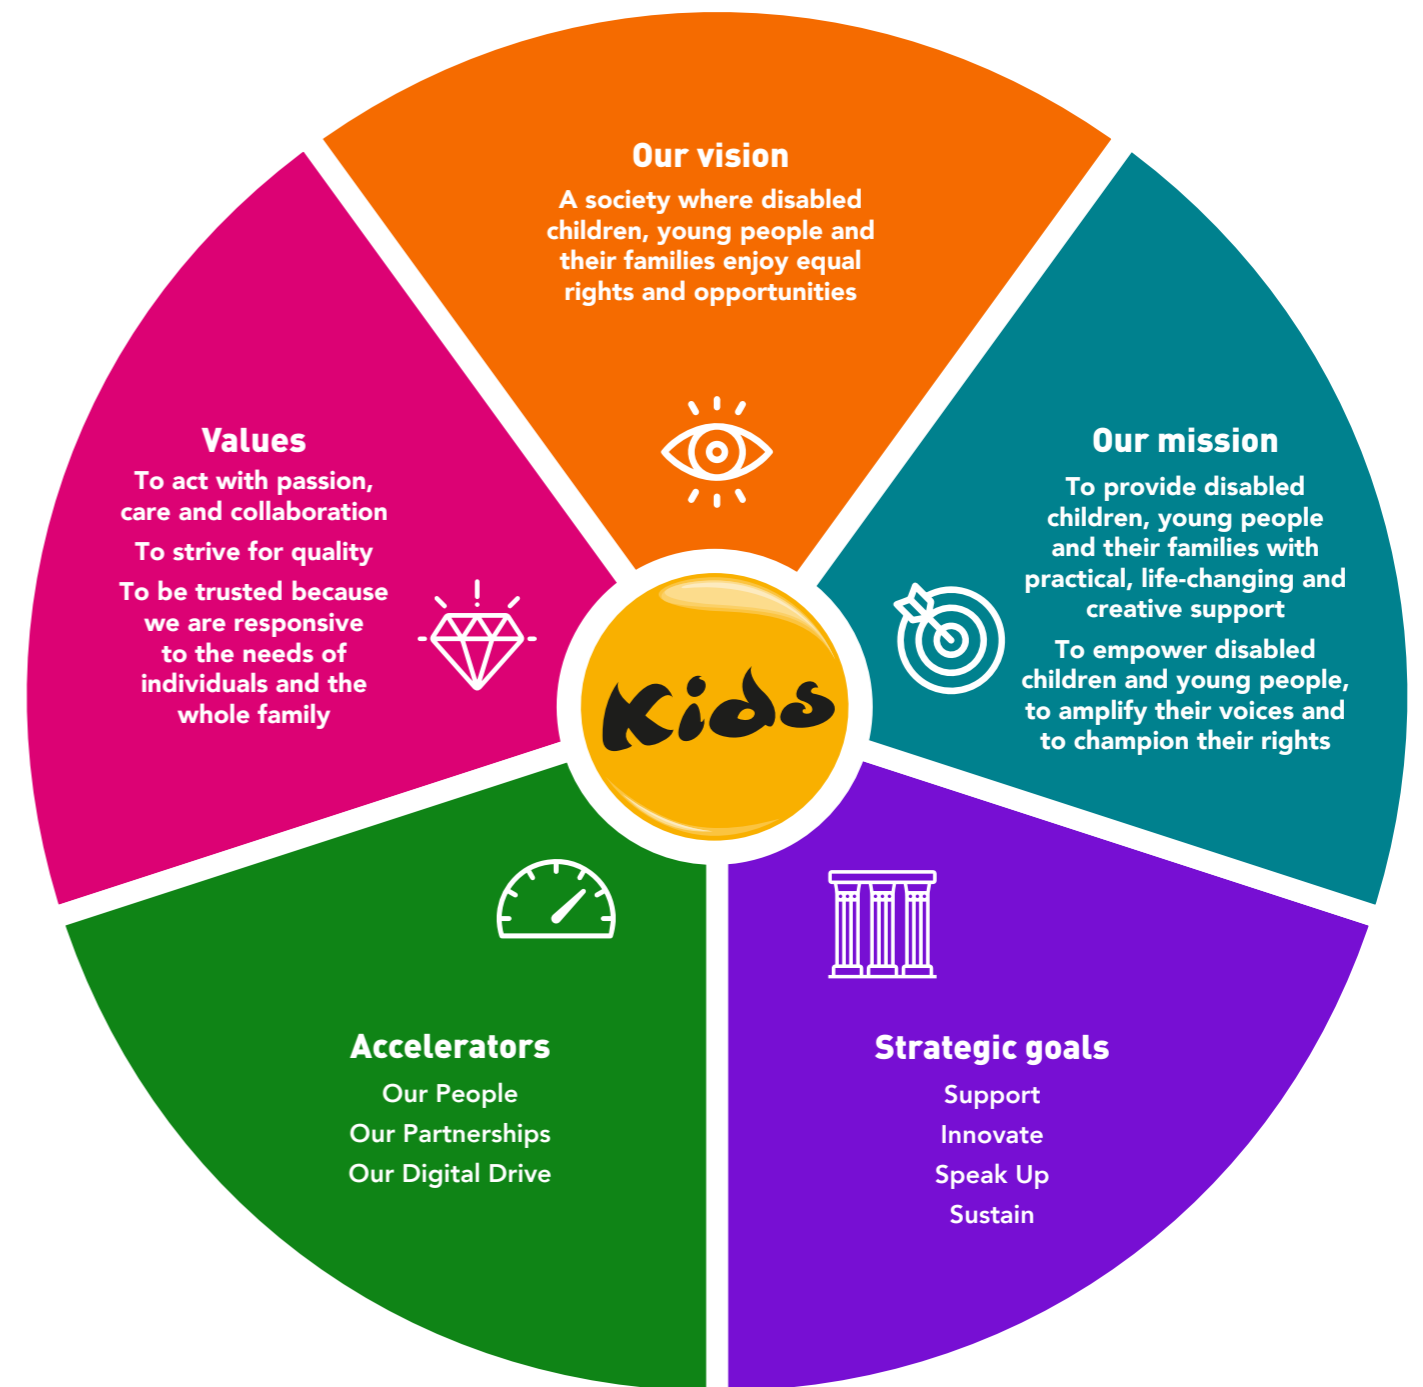 Our vision
A society where disabled
children, young people and
their families enjoy equal
rights and opportunities
Our mission
To provide disabled
children, young people
and their families with
practical, life-changing and
creative support
To empower disabled
children and young people,
to amplify their voices and
to champion their rights
Strategic goals
Support
Innovate
Speak Up
Sustain
Accelerators
Our People
Our Partnerships
Our Digital Drive
Values
To act with passion,
care and collaboration
To strive for quality
To be trusted because
we are responsive
to the needs of
individuals and the
whole family
Kids